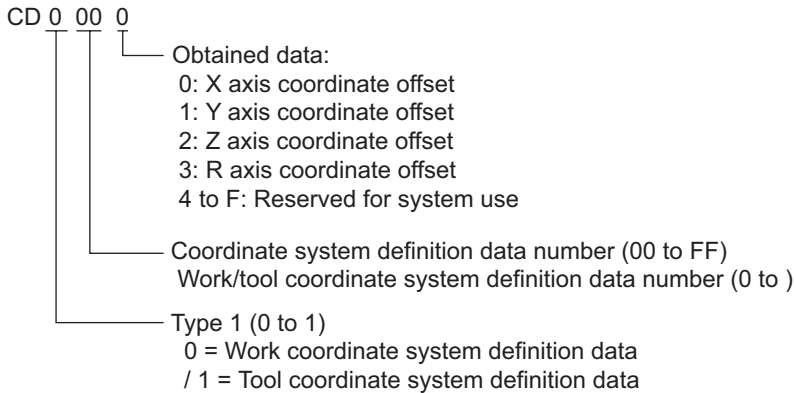 CD 0 00 0
Obtained data:
0: X axis coordinate offset
1: Y axis coordinate offset
2: Z axis coordinate offset
3: R axis coordinate offset
4 to F: Reserved for system use
Coordinate system definition data number (00 to FF)
Work/tool coordinate system definition data number (0 to )
Type 1 (0 to 1)
0 = Work coordinate system definition data
/ 1 = Tool coordinate system definition data